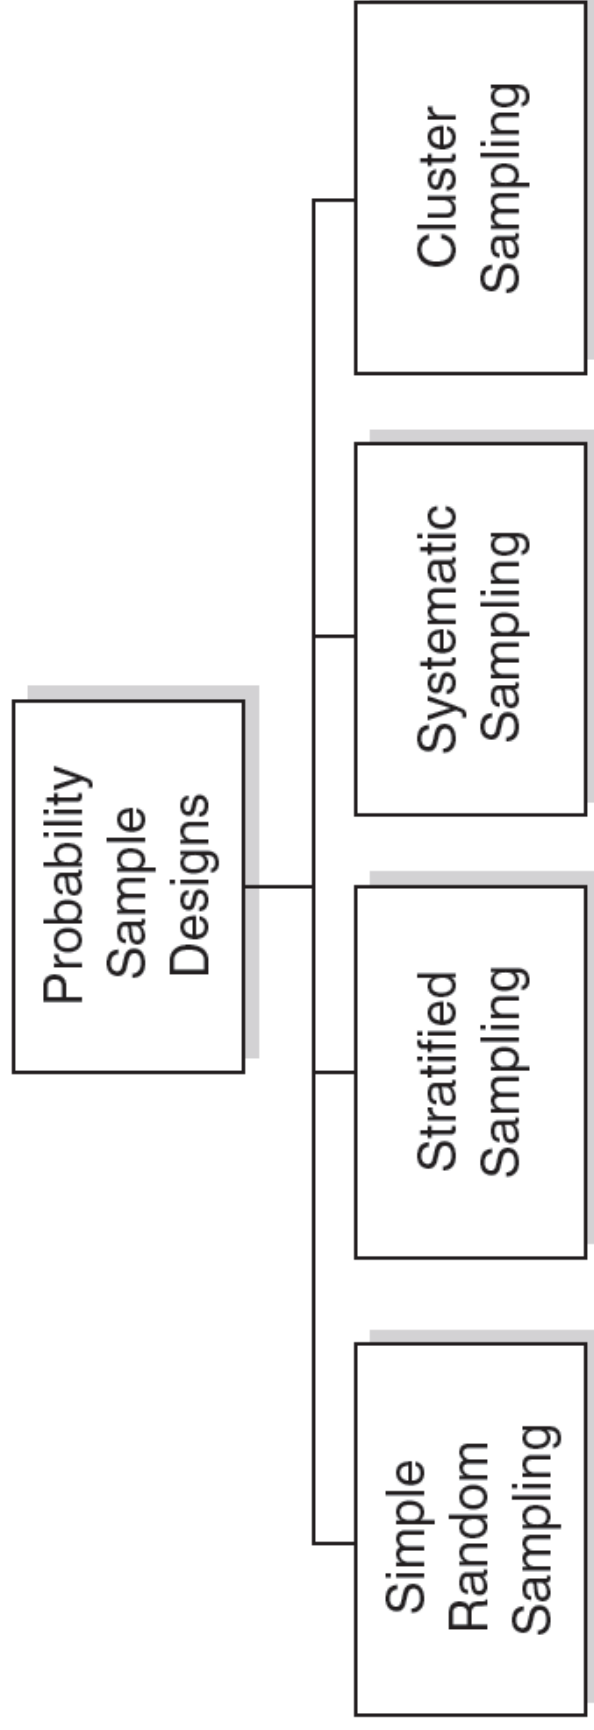 Probability
Sample
Designs
Simple
Random
Sampling
Stratified
Sampling
Systematic
Sampling
Cluster
Sampling